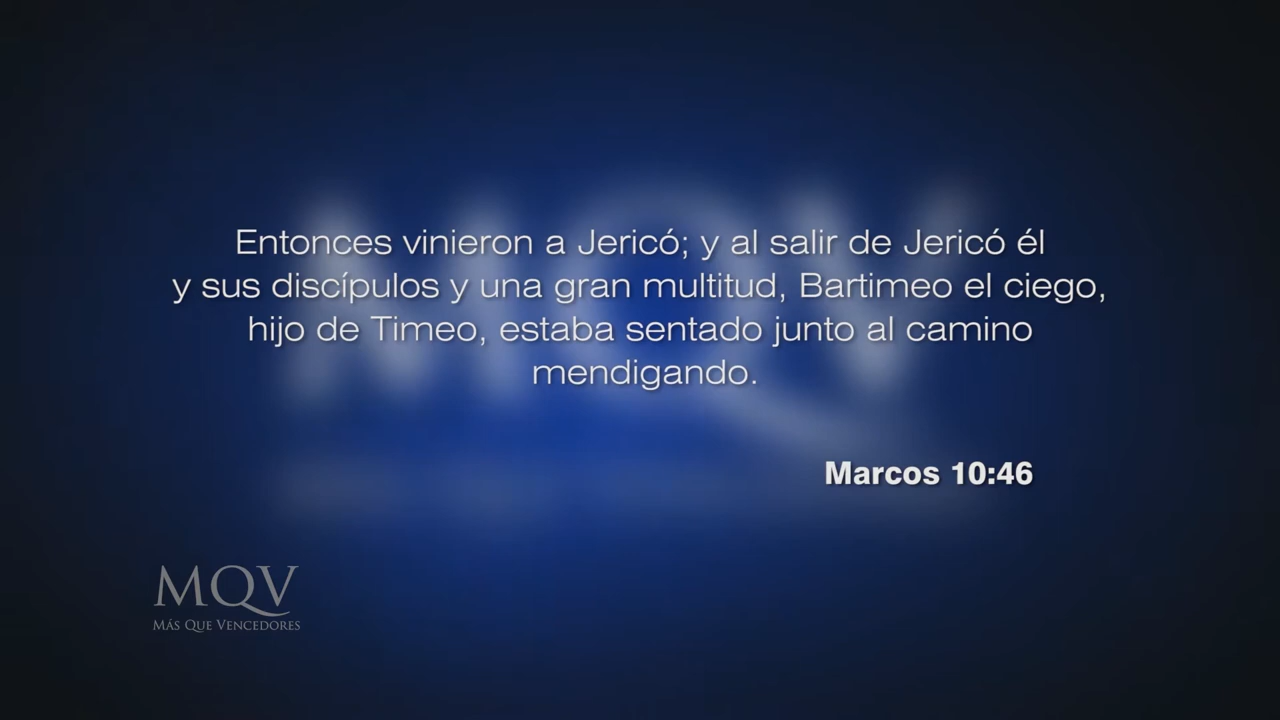 Entonces vinieron a Jericó; y al salir de Jericó él
y sus discípulos y una gran multitud, Bartimeo el ciego,
hijo de Timeo, estaba sentado junto al camino
mendigando.
Marcos 10:46
MQV
MÁS QUE VENCEDORES